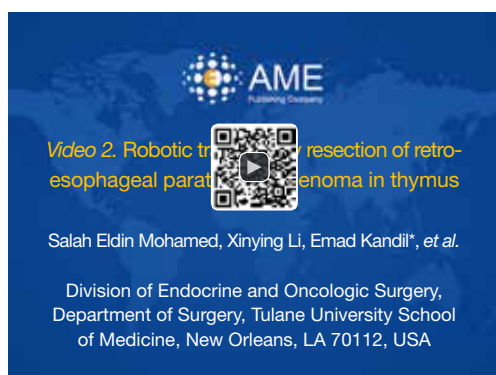 AME
Publishing Company
Video 2. Robotic tr y resection of retro-
esophageal parat enoma in thymus
Salah Eldin Mohamed, Xinying Li, Emad Kandil*, et al.
Division of Endocrine and Oncologic Surgery,
Department of Surgery, Tulane University School
of Medicine, New Orleans, LA 70112, USA